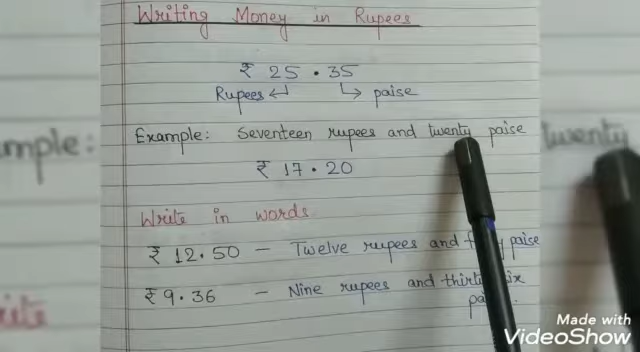 Writing Money in Rupees
₹ 25 . 35
Rupees ↵ ↳ paise
Example: Seventeen rupees and twenty paise
₹ 17 . 20
Write in words
₹ 12.50 – Twelve rupees and paise
₹ 9.36 – Nine rupees and
Made with
VideoShow